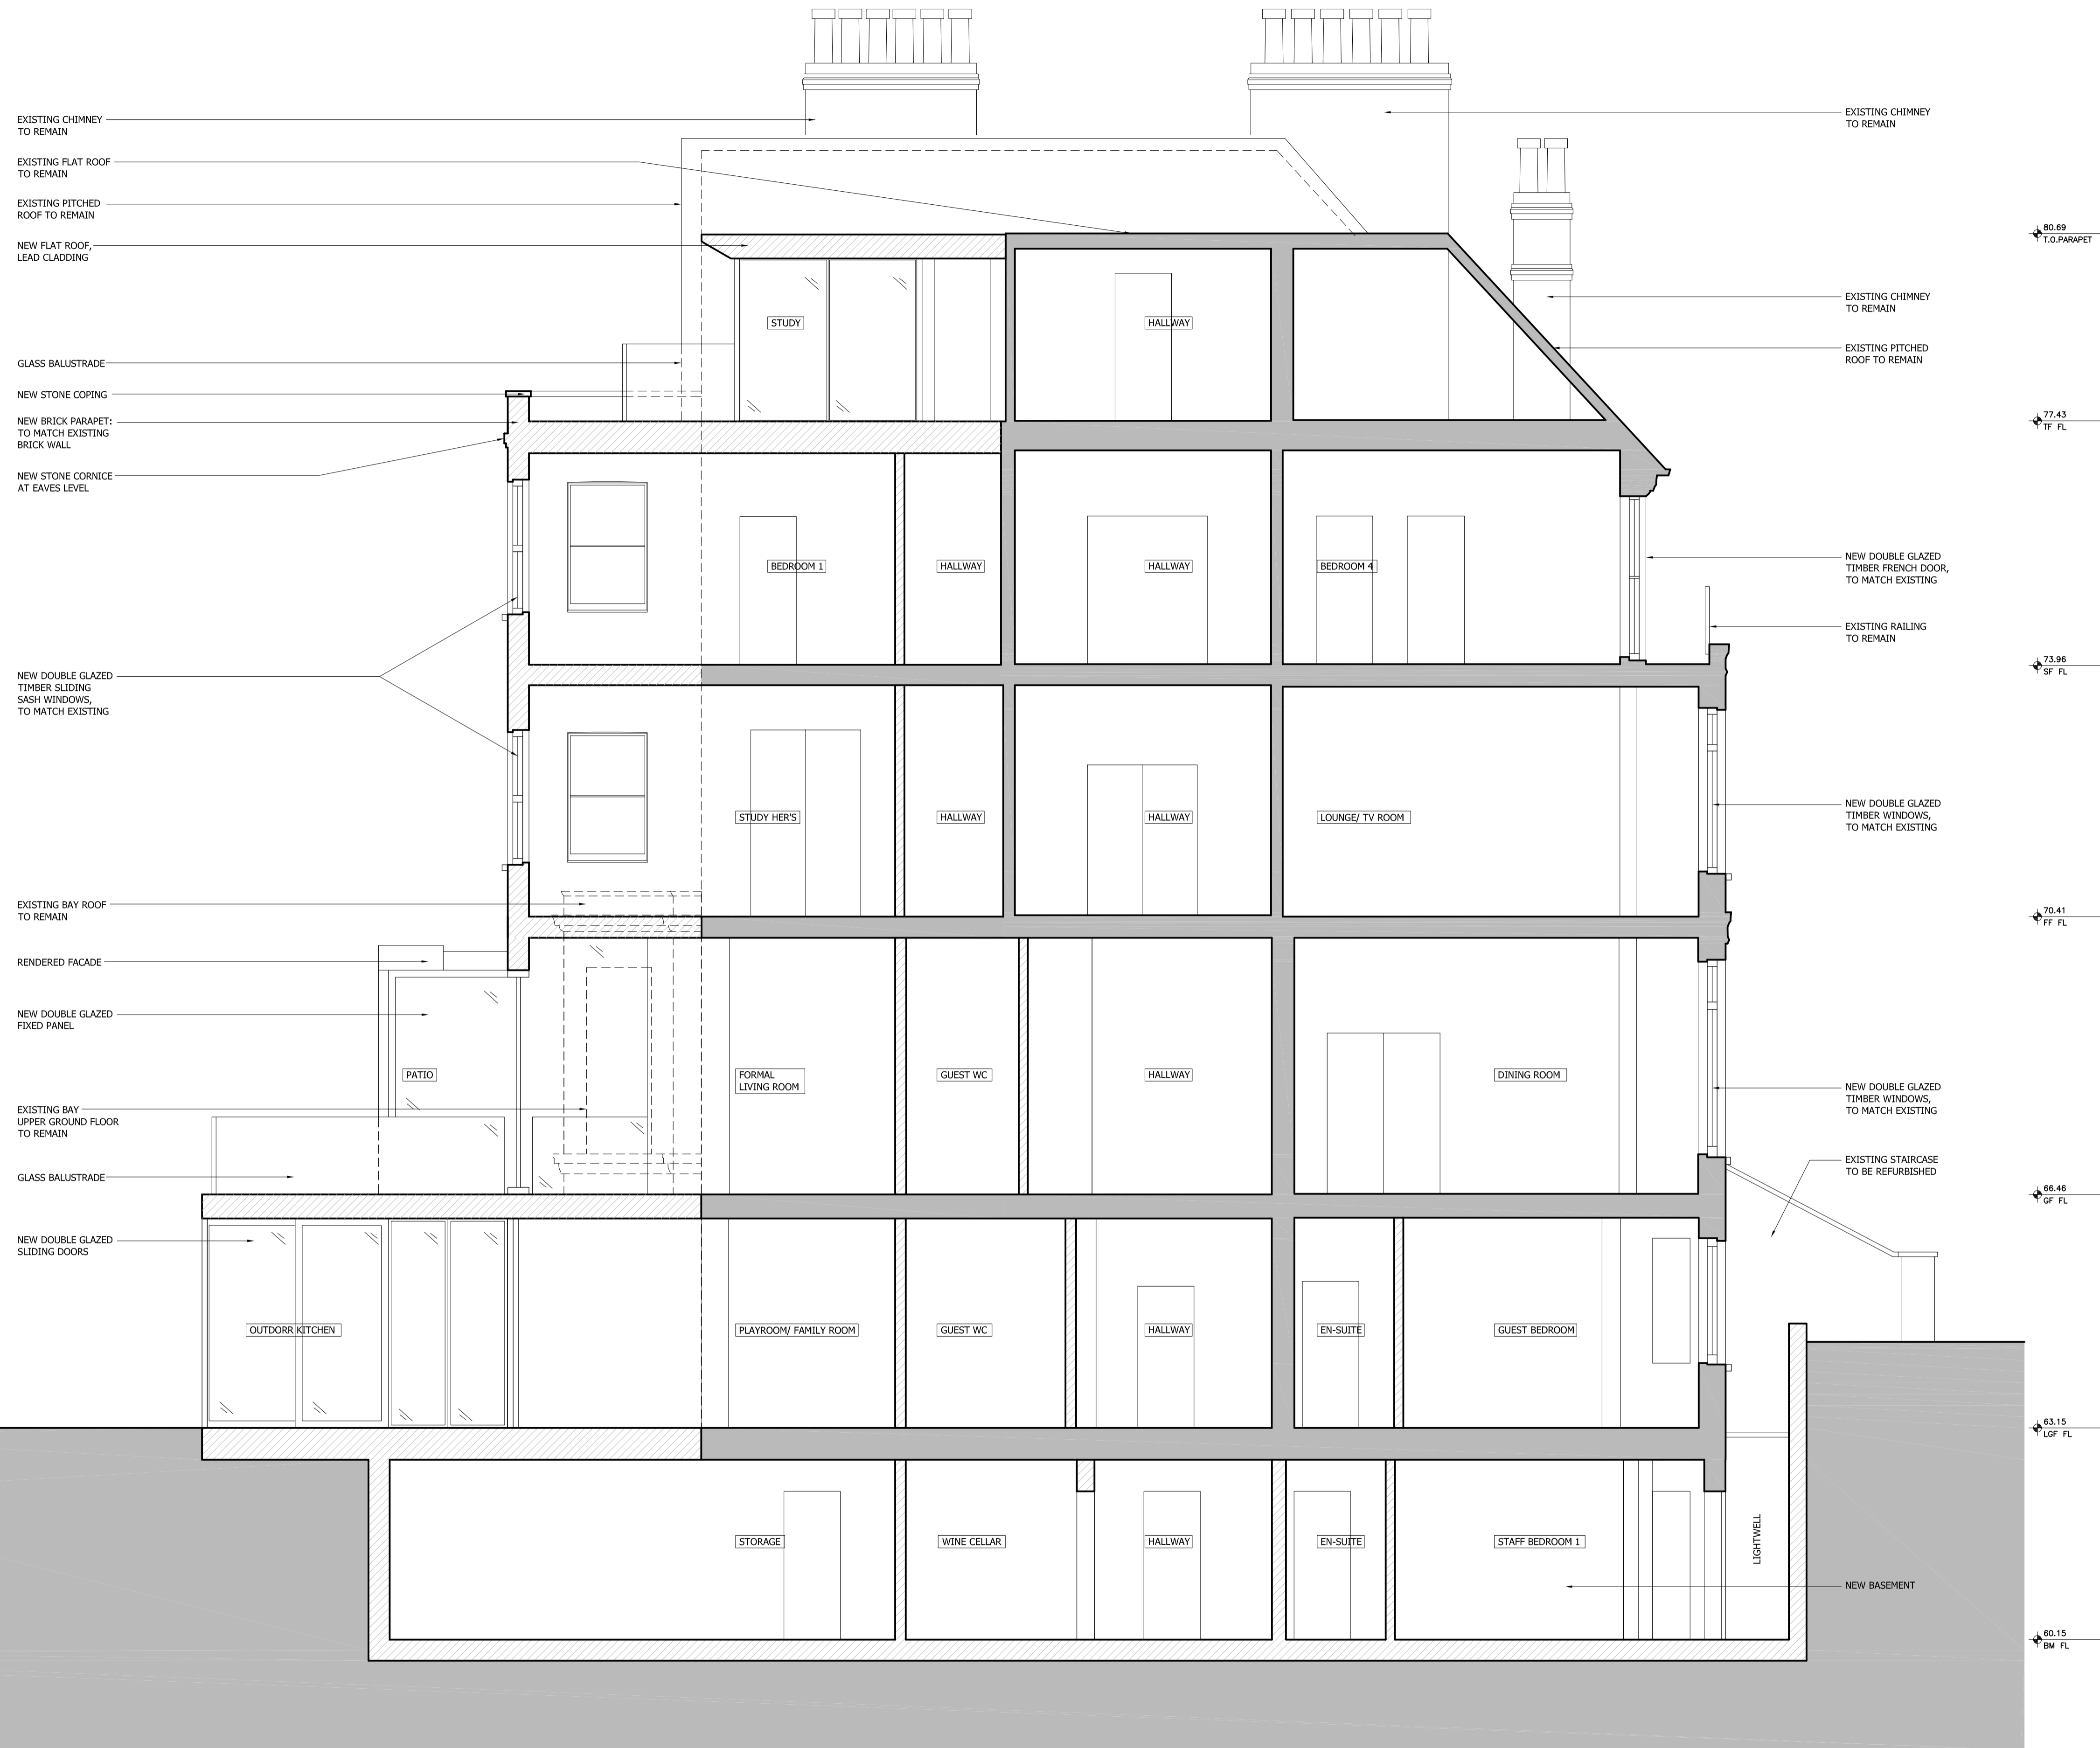 EXISTING CHIMNEY
TO REMAIN
EXISTING FLAT ROOF
TO REMAIN
EXISTING PITCHED
ROOF TO REMAIN
NEW FLAT ROOF,
LEAD CLADDING
GLASS BALUSTRADE
NEW STONE COPING
NEW BRICK PARAPET:
TO MATCH EXISTING
BRICK WALL
NEW STONE CORNICE
AT EAVES LEVEL
NEW DOUBLE GLAZED
TIMBER SLIDING
SASH WINDOWS,
TO MATCH EXISTING
EXISTING BAY ROOF
TO REMAIN
RENDERED FACADE
NEW DOUBLE GLAZED
FIXED PANEL
EXISTING BAY
UPPER GROUND FLOOR
TO REMAIN
GLASS BALUSTRADE
NEW DOUBLE GLAZED
SLIDING DOORS
STUDY
HALLWAY
BEDROOM 1
HALLWAY
HALLWAY
BEDROOM 4
STUDY HER'S
HALLWAY
HALLWAY
LOUNGE/ TV ROOM
PATIO
FORMAL
LIVING ROOM
GUEST WC
HALLWAY
DINING ROOM
OUTDORR KITCHEN
PLAYROOM/ FAMILY ROOM
GUEST WC
HALLWAY
EN-SUITE
GUEST BEDROOM
STORAGE
WINE CELLAR
HALLWAY
EN-SUITE
STAFF BEDROOM 1
LIGHTWELL
EXISTING CHIMNEY
TO REMAIN
EXISTING CHIMNEY
TO REMAIN
EXISTING PITCHED
ROOF TO REMAIN
NEW DOUBLE GLAZED
TIMBER FRENCH DOOR,
TO MATCH EXISTING
EXISTING RAILING
TO REMAIN
NEW DOUBLE GLAZED
TIMBER WINDOWS,
TO MATCH EXISTING
NEW DOUBLE GLAZED
TIMBER WINDOWS,
TO MATCH EXISTING
EXISTING STAIRCASE
TO BE REFURBISHED
NEW BASEMENT
80.69
T.O.PARAPET
77.43
TF FL
73.96
SF FL
70.41
FF FL
66.46
GF FL
63.15
LGF FL
60.15
BM FL